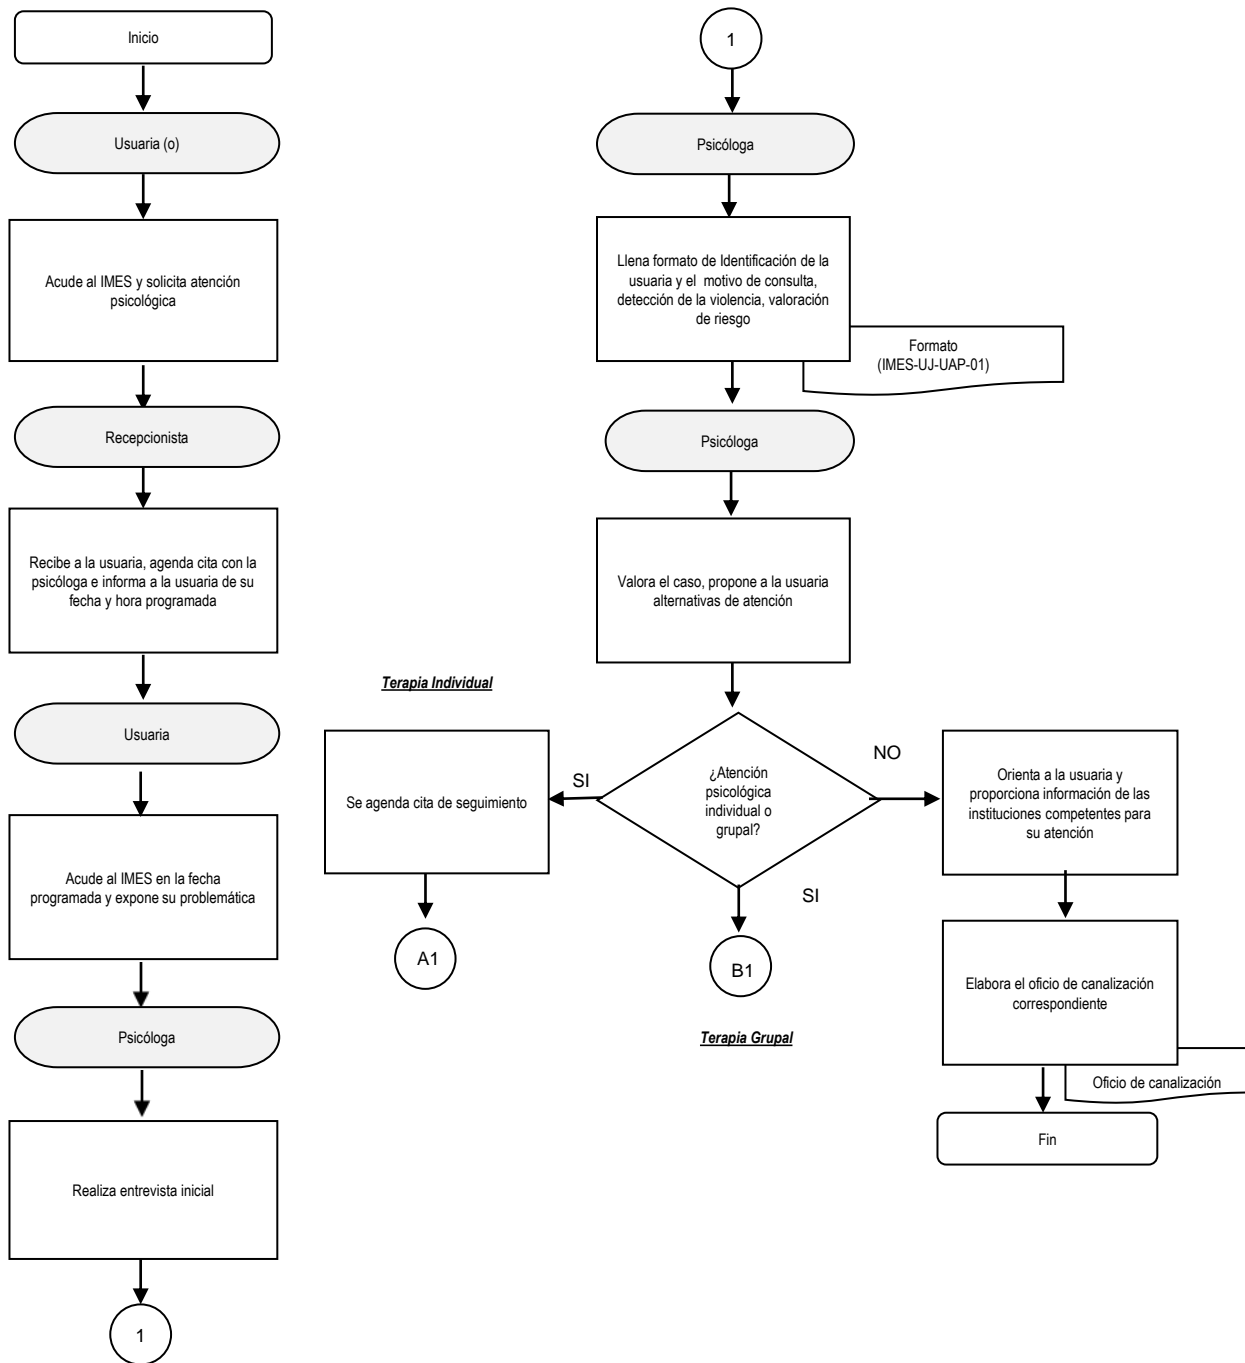 Inicio
Usuaria (o)
Acude al IMES y solicita atención
psicológica
Recepcionista
Recibe a la usuaria, agenda cita con la
psicóloga e informa a la usuaria de su
fecha y hora programada
Usuaria
Acude al IMES en la fecha
programada y expone su problemática
Psicóloga
Realiza entrevista inicial
1
1
Psicóloga
Llena formato de Identificación de la
usuaria y el motivo de consulta,
detección de la violencia, valoración
de riesgo
Formato
(IMES-UJ-UAP-01)
Psicóloga
Valora el caso, propone a la usuaria
alternativas de atención
¿Atención
psicológica
individual o
grupal?
SI
Terapia Individual
Se agenda cita de seguimiento
A1
SI
B1
Terapia Grupal
NO
Orienta a la usuaria y
proporciona información de las
instituciones competentes para
su atención
Elabora el oficio de canalización
correspondiente
Oficio de canalización
Fin